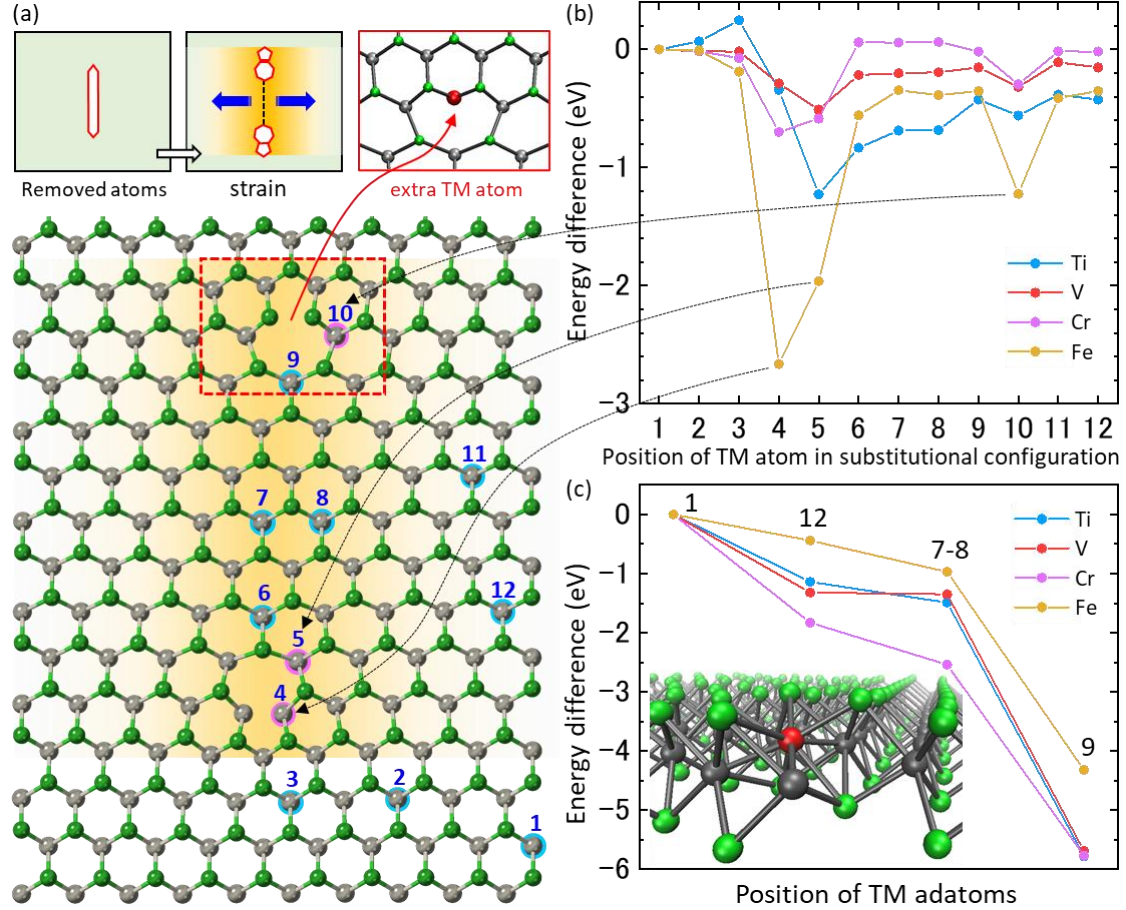 (a)
Removed atoms
strain
extra TM atom
10
9
11
7
8
6
12
5
4
3
2
1
(b)
Energy difference (eV)
0
−1
−2
−3
Ti
V
Cr
Fe
1 2 3 4 5 6 7 8 9 10 11 12
Position of TM atom in substitutional configuration
(c)
Energy difference (eV)
0
−1
−2
−3
−4
−5
−6
1
12
7-8
9
Ti
V
Cr
Fe
Position of TM adatoms